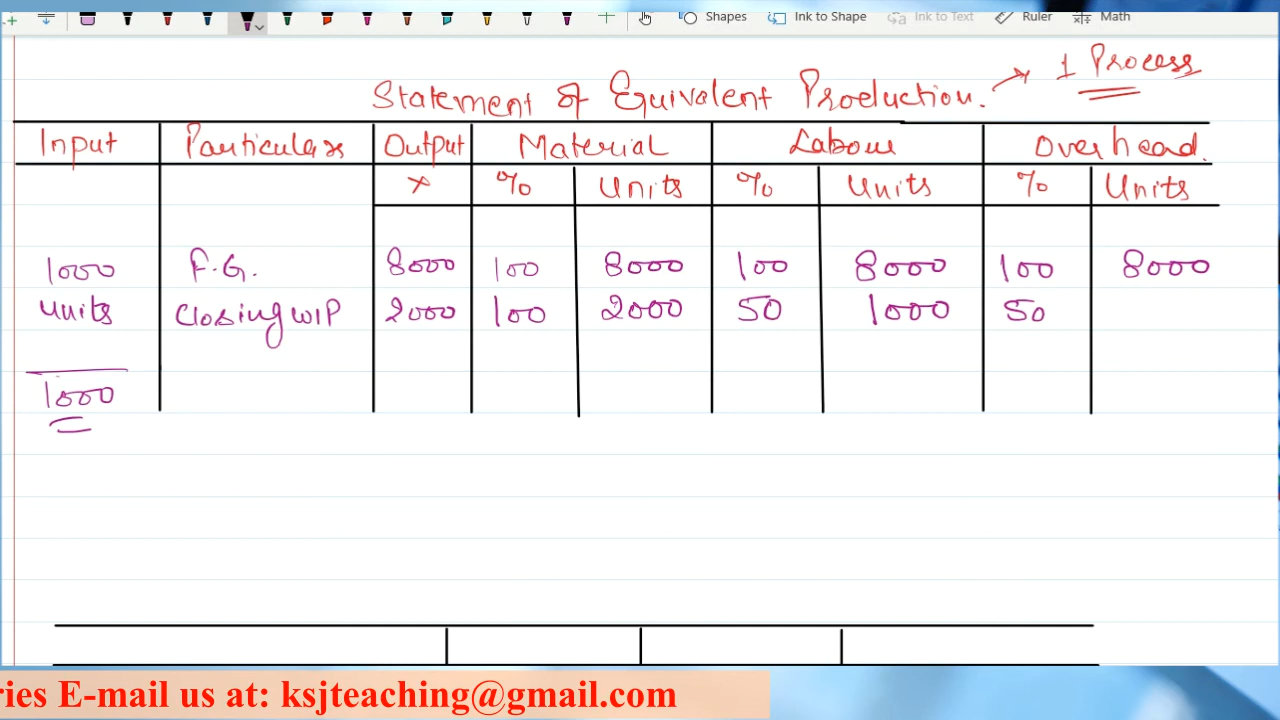 Shapes Ink to Shape Ink to Text Ruler Math
Statement of Equivalent Production. → 1 Process
Input Particulars Output Material Labour Overhead.
x % Units % Units % Units
1000 F.G. 8000 100 8000 100 8000 100 8000
Units Closing WIP 2000 100 2000 50 1000 50
1000
ries E-mail us at: ksjteaching@gmail.com